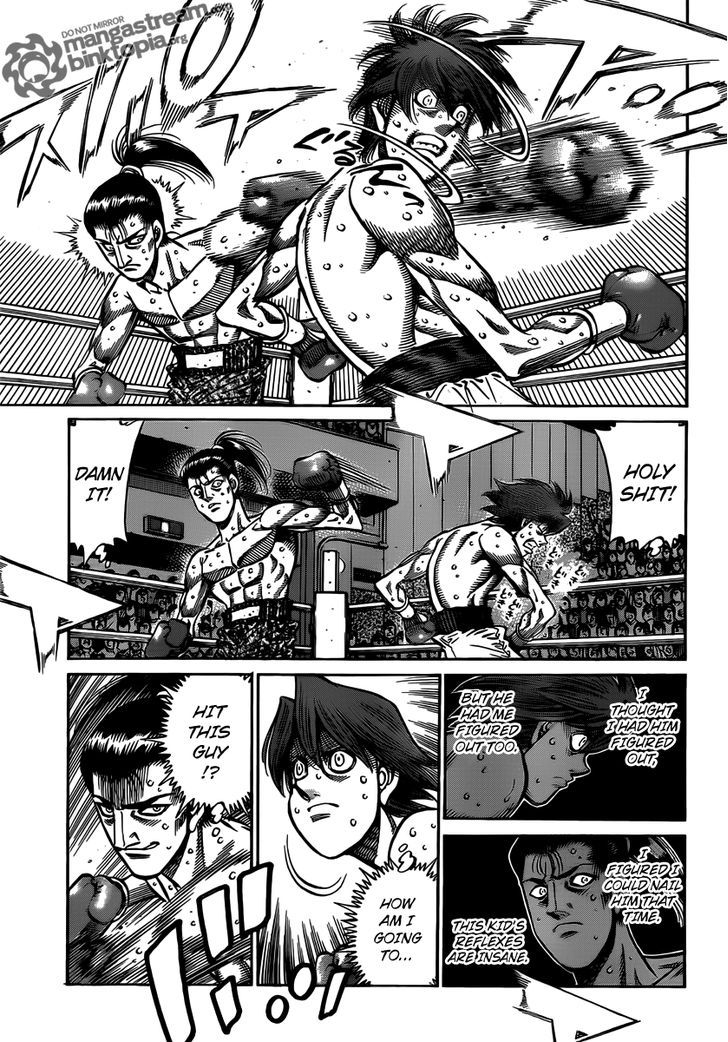 DO NOT MIRROR
mangastream.com
binktopia.org
HOLY
SHIT!
DAMN
IT!
I
THOUGHT
I HAD HIM
FIGURED
OUT,
BUT HE
HAD ME
FIGURED
OUT TOO.
I
FIGURED I
COULD NAIL
HIM THAT
TIME.
THIS KID'S
REFLEXES
ARE INSANE.
HOW
AM I
GOING
TO...
HIT
THIS
GUY
!?